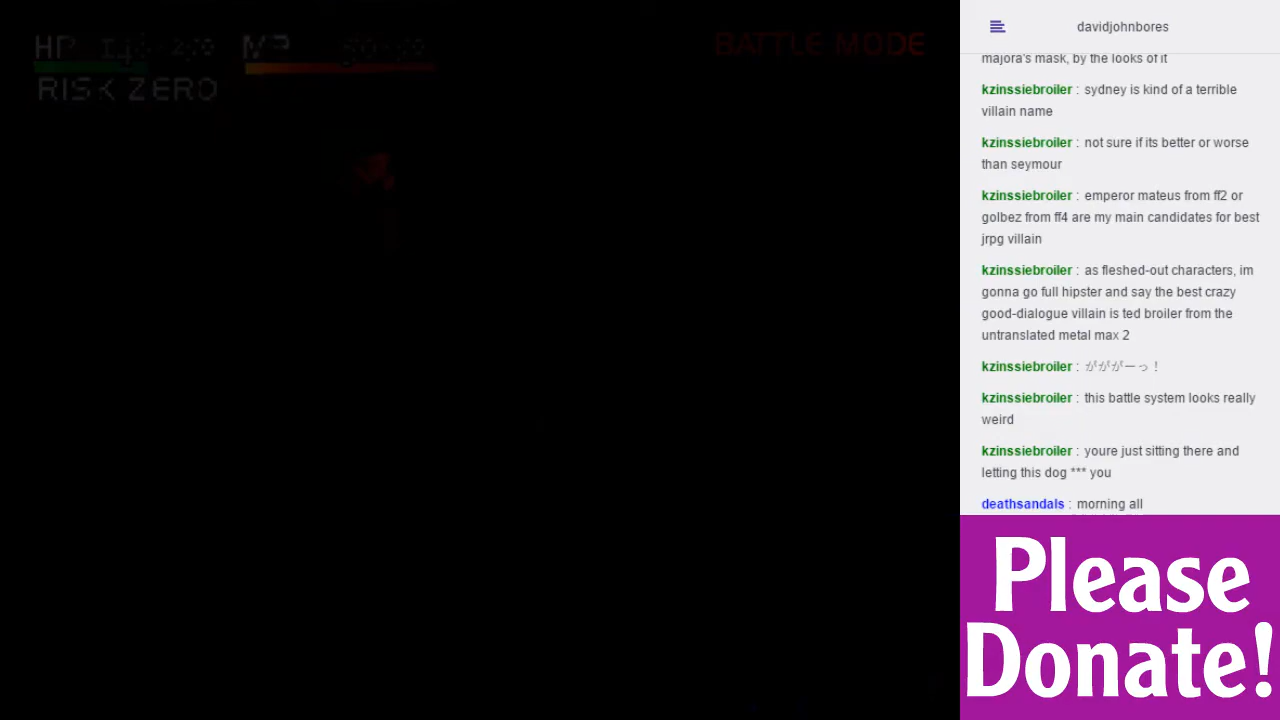 HP
MP
BATTLE MODE
RISK ZERO
davidjohnbores
majora's mask, by the looks of it
kzinssiebroiler : sydney is kind of a terrible
villain name
kzinssiebroiler : not sure if its better or worse
than seymour
kzinssiebroiler : emperor mateus from ff2 or
golbez from ff4 are my main candidates for best
jrpg villain
kzinssiebroiler : as fleshed-out characters, im
gonna go full hipster and say the best crazy
good-dialogue villain is ted broiler from the
untranslated metal max 2
kzinssiebroiler : がががーっ！
kzinssiebroiler : this battle system looks really
weird
kzinssiebroiler : youre just sitting there and
letting this dog *** you
deathsandals : morning all
Please
Donate!